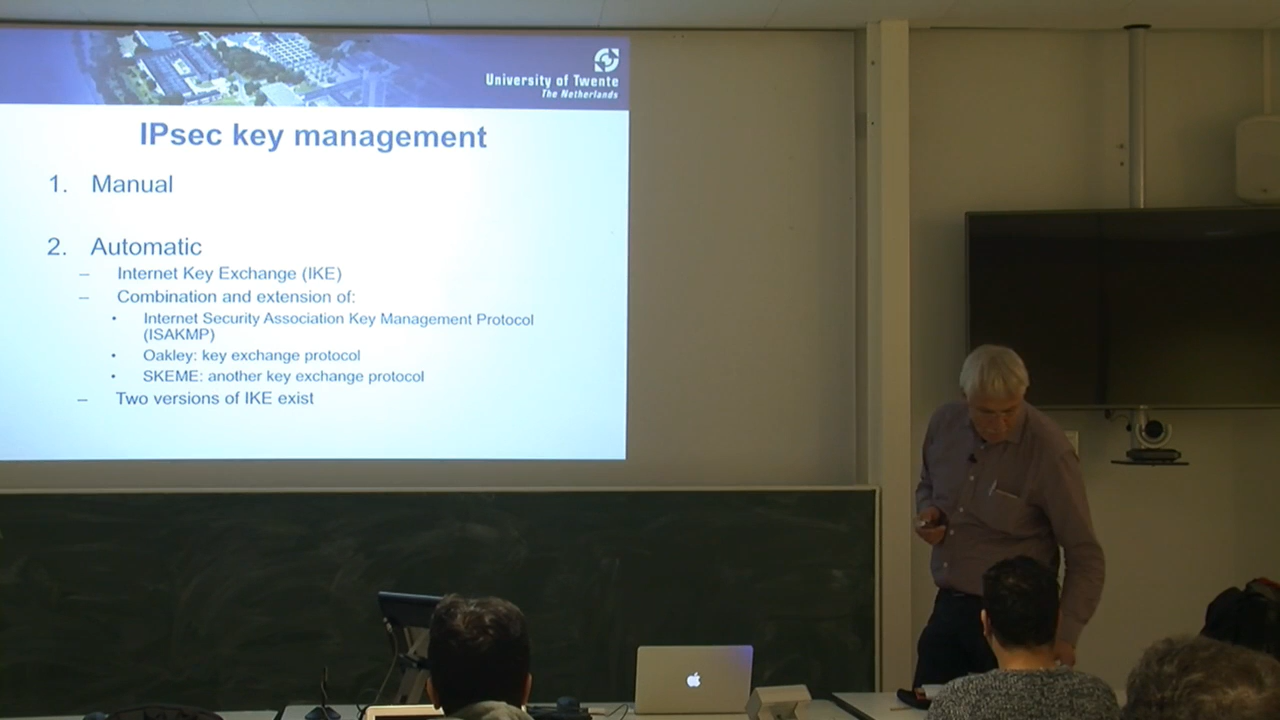 University of Twente
The Netherlands
IPsec key management
1. Manual
2. Automatic
– Internet Key Exchange (IKE)
– Combination and extension of:
• Internet Security Association Key Management Protocol
(ISAKMP)
• Oakley: key exchange protocol
• SKEME: another key exchange protocol
– Two versions of IKE exist